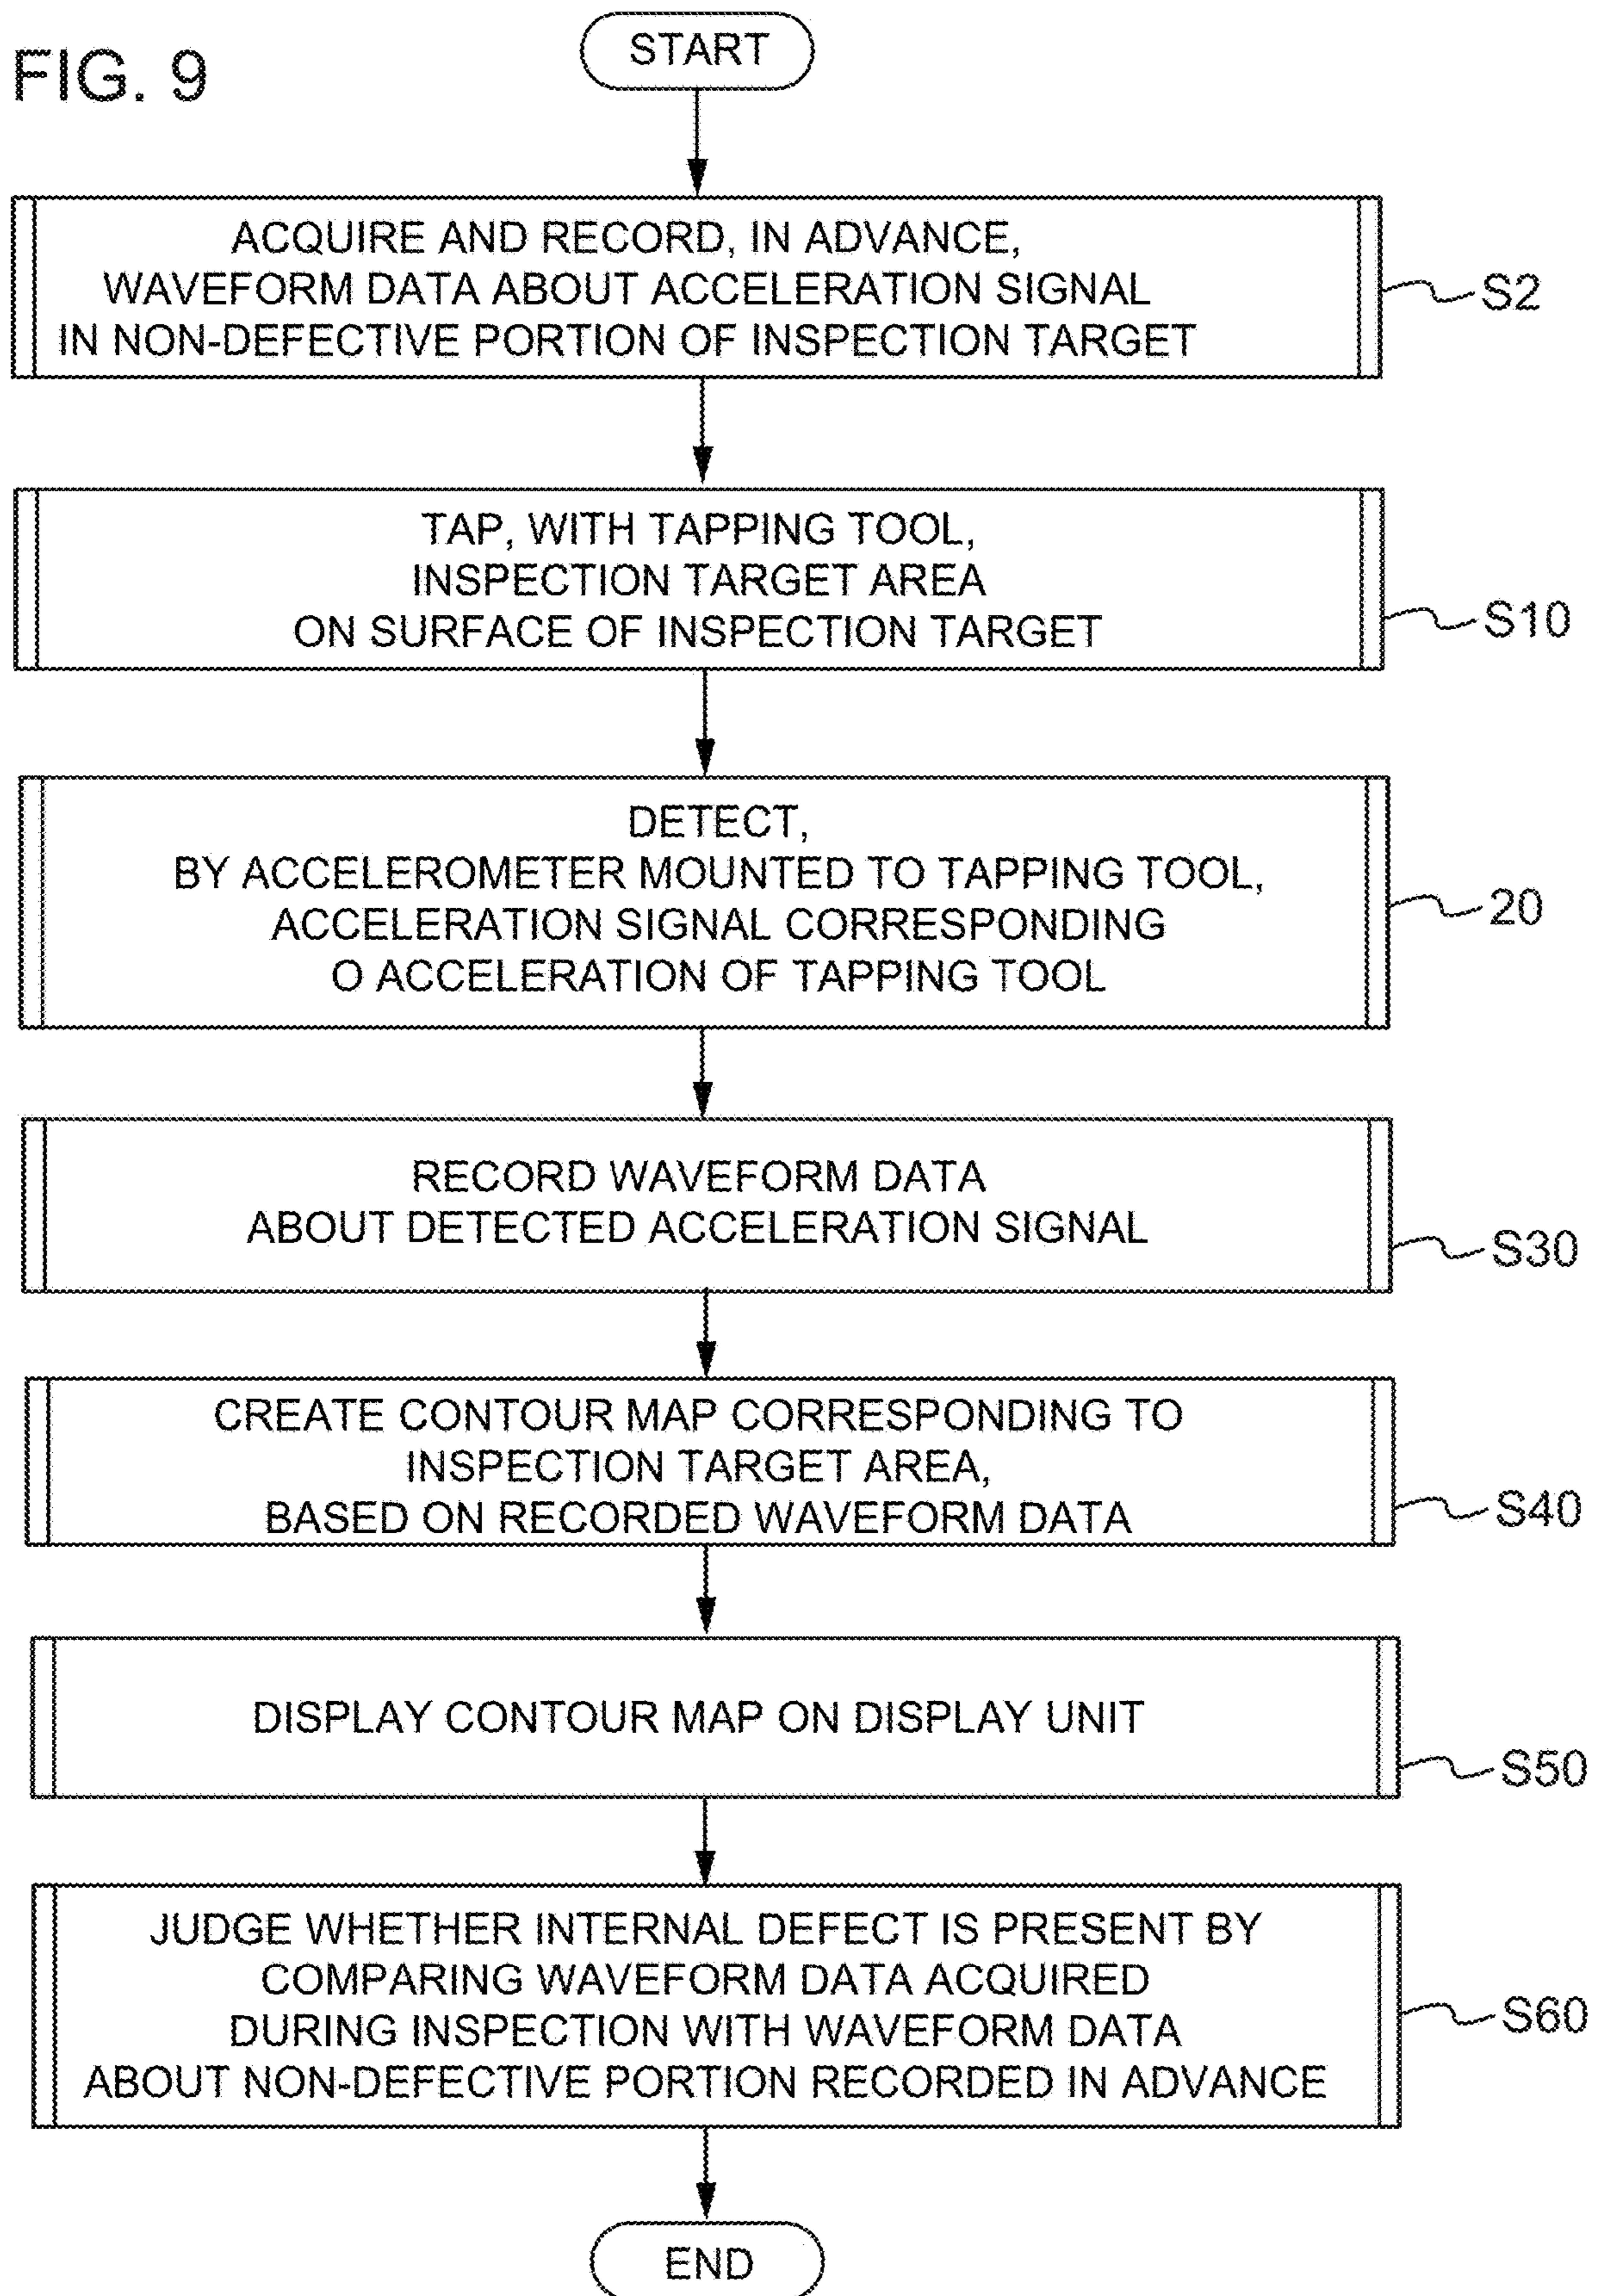 FIG. 9
START
ACQUIRE AND RECORD, IN ADVANCE,
WAVEFORM DATA ABOUT ACCELERATION SIGNAL
IN NON-DEFECTIVE PORTION OF INSPECTION TARGET
S2
TAP, WITH TAPPING TOOL,
INSPECTION TARGET AREA
ON SURFACE OF INSPECTION TARGET
S10
DETECT,
BY ACCELEROMETER MOUNTED TO TAPPING TOOL,
ACCELERATION SIGNAL CORRESPONDING
O ACCELERATION OF TAPPING TOOL
20
RECORD WAVEFORM DATA
ABOUT DETECTED ACCELERATION SIGNAL
S30
CREATE CONTOUR MAP CORRESPONDING TO
INSPECTION TARGET AREA,
BASED ON RECORDED WAVEFORM DATA
S40
DISPLAY CONTOUR MAP ON DISPLAY UNIT
S50
JUDGE WHETHER INTERNAL DEFECT IS PRESENT BY
COMPARING WAVEFORM DATA ACQUIRED
DURING INSPECTION WITH WAVEFORM DATA
ABOUT NON-DEFECTIVE PORTION RECORDED IN ADVANCE
S60
END